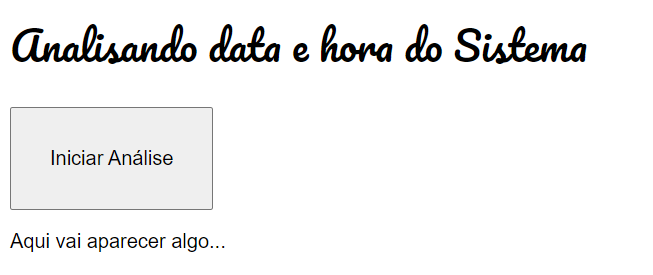 Analisando data e hora do Sistema
Iniciar Análise
Aqui vai aparecer algo...